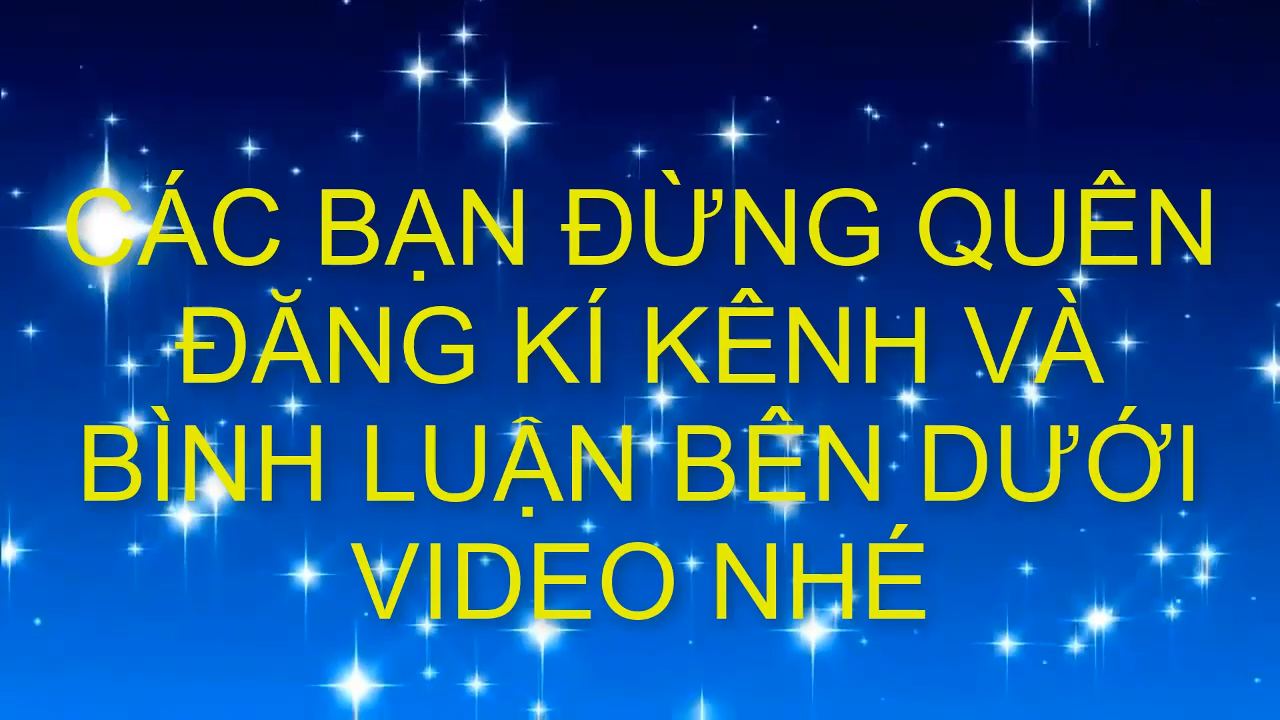 CÁC BẠN ĐỪNG QUÊN
ĐĂNG KÍ KÊNH VÀ
BÌNH LUẬN BÊN DƯỚI
VIDEO NHÉ